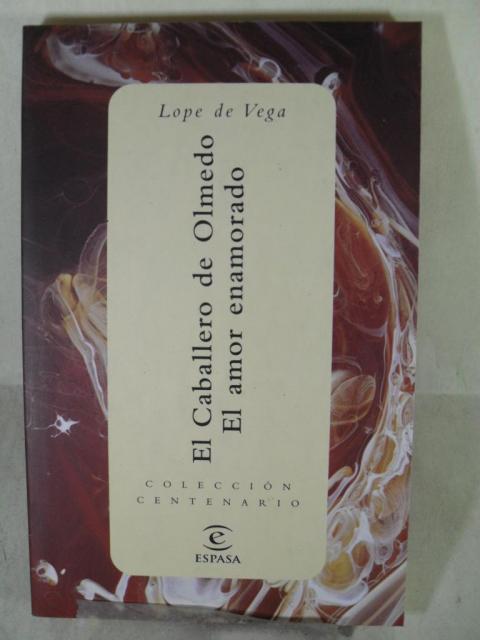 Lope de Vega
El Caballero de Olmedo
El amor enamorado
COLECCIÓN
CENTENARIO
e
ESPASA